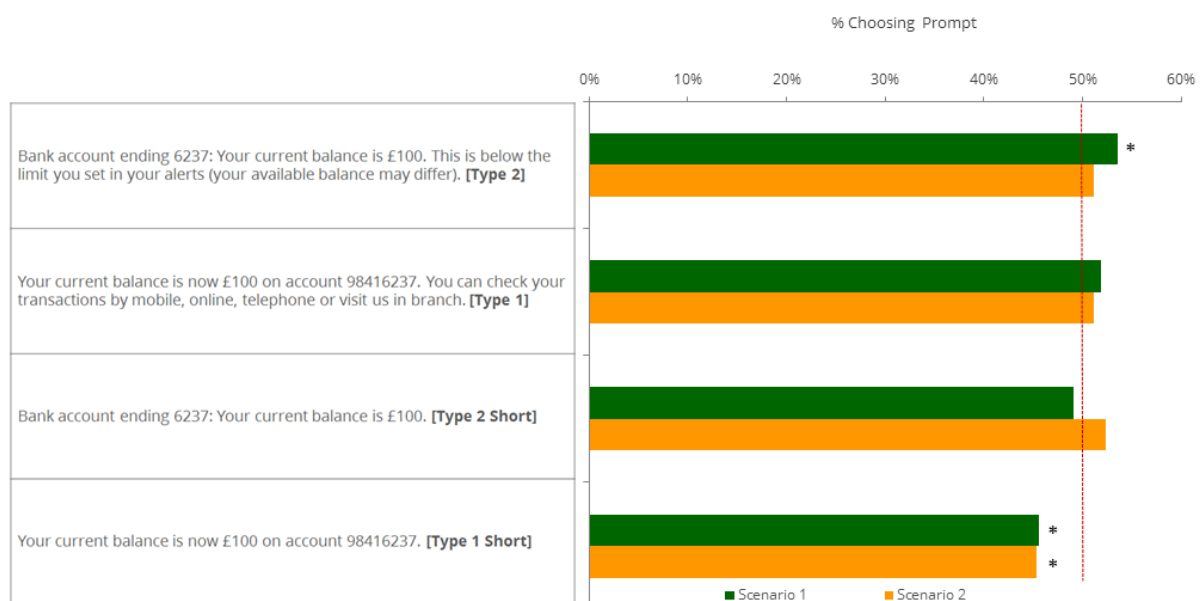 % Choosing Prompt
0% 10% 20% 30% 40% 50% 60%
Bank account ending 6237: Your current balance is £100. This is below the
limit you set in your alerts (your available balance may differ). [Type 2]
*
Your current balance is now £100 on account 98416237. You can check your
transactions by mobile, online, telephone or visit us in branch. [Type 1]
Bank account ending 6237: Your current balance is £100. [Type 2 Short]
Your current balance is now £100 on account 98416237. [Type 1 Short]
*
*
Scenario 1 Scenario 2